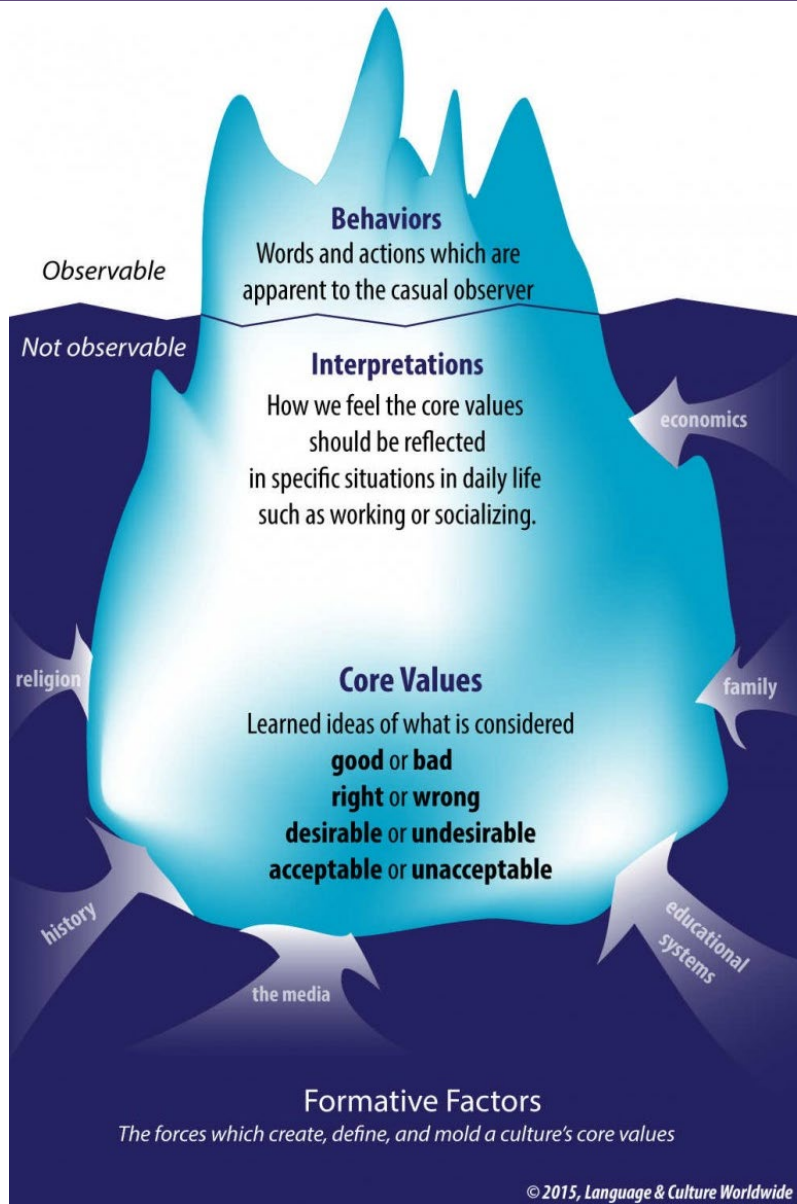 Behaviors
Words and actions which are
apparent to the casual observer
Observable
Not observable
Interpretations
How we feel the core values
should be reflected
in specific situations in daily life
such as working or socializing.
economics
religion
family
Core Values
Learned ideas of what is considered
good or bad
right or wrong
desirable or undesirable
acceptable or unacceptable
history
educational
systems
the media
Formative Factors
The forces which create, define, and mold a culture's core values
© 2015, Language & Culture Worldwide